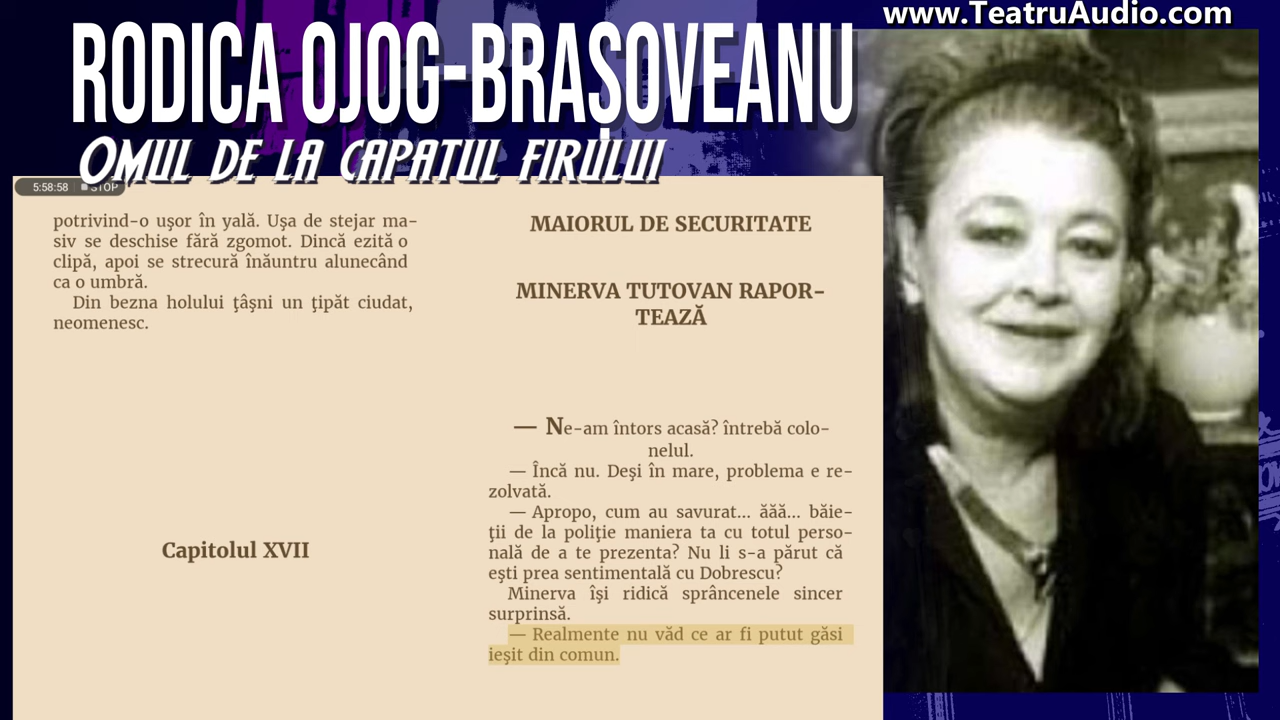 www.TeatruAudio.com
RODICA OJOG-BRAȘOVEANU
OMUL DE LA CAPATUL FIRULUI
5:58:58 STOP
potrivind-o uşor în yală. Uşa de stejar ma-
siv se deschise fără zgomot. Dincă ezită o
clipă, apoi se strecură înăuntru alunecând
ca o umbră.
Din bezna holului ţâşni un ţipăt ciudat,
neomenesc.
Capitolul XVII
MAIORUL DE SECURITATE
MINERVA TUTOVAN RAPOR-
TEAZĂ
— Ne-am întors acasă? întrebă colo-
nelul.
— Încă nu. Deşi în mare, problema e re-
zolvată.
— Apropo, cum au savurat... ăăă... băie-
ţii de la poliţie maniera ta cu totul perso-
nală de a te prezenta? Nu li s-a părut că
eşti prea sentimentală cu Dobrescu?
Minerva îşi ridică sprâncenele sincer
surprinsă.
— Realmente nu văd ce ar fi putut găsi
ieşit din comun.